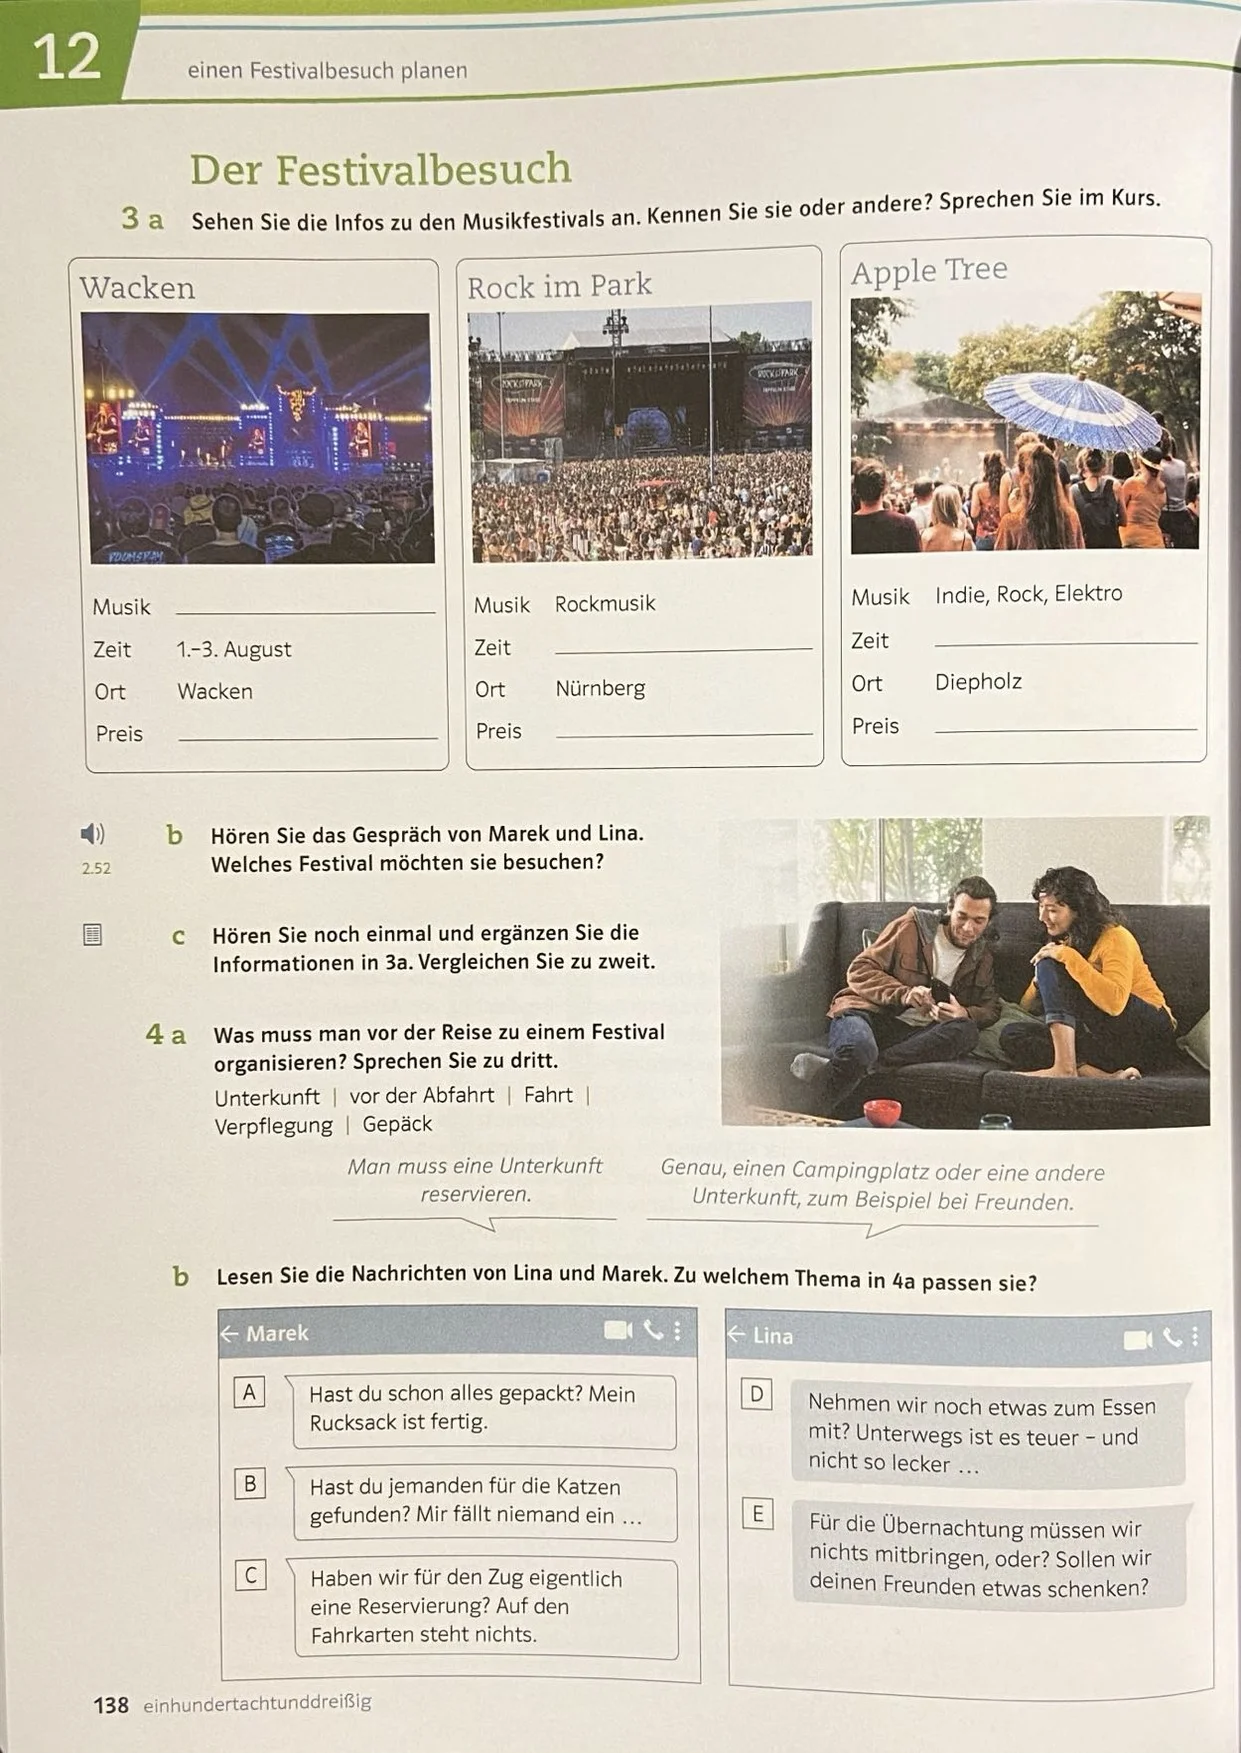 12
einen Festivalbesuch planen
Der Festivalbesuch
3 a Sehen Sie die Infos zu den Musikfestivals an. Kennen Sie sie oder andere? Sprechen Sie im Kurs.
Wacken
Musik
Zeit 1.–3. August
Ort Wacken
Preis
Rock im Park
ROCK IM PARK
ROCK IM PARK
Musik Rockmusik
Zeit
Ort Nürnberg
Preis
Apple Tree
Musik Indie, Rock, Elektro
Zeit
Ort Diepholz
Preis
2.52
b Hören Sie das Gespräch von Marek und Lina.
Welches Festival möchten sie besuchen?
c Hören Sie noch einmal und ergänzen Sie die
Informationen in 3a. Vergleichen Sie zu zweit.
4 a Was muss man vor der Reise zu einem Festival
organisieren? Sprechen Sie zu dritt.
Unterkunft | vor der Abfahrt | Fahrt |
Verpflegung | Gepäck
Man muss eine Unterkunft
reservieren.
Genau, einen Campingplatz oder eine andere
Unterkunft, zum Beispiel bei Freunden.
b Lesen Sie die Nachrichten von Lina und Marek. Zu welchem Thema in 4a passen sie?
← Marek
A Hast du schon alles gepackt? Mein
Rucksack ist fertig.
B Hast du jemanden für die Katzen
gefunden? Mir fällt niemand ein ...
C Haben wir für den Zug eigentlich
eine Reservierung? Auf den
Fahrkarten steht nichts.
← Lina
D Nehmen wir noch etwas zum Essen
mit? Unterwegs ist es teuer – und
nicht so lecker ...
E Für die Übernachtung müssen wir
nichts mitbringen, oder? Sollen wir
deinen Freunden etwas schenken?
138 einhundertachtunddreißig